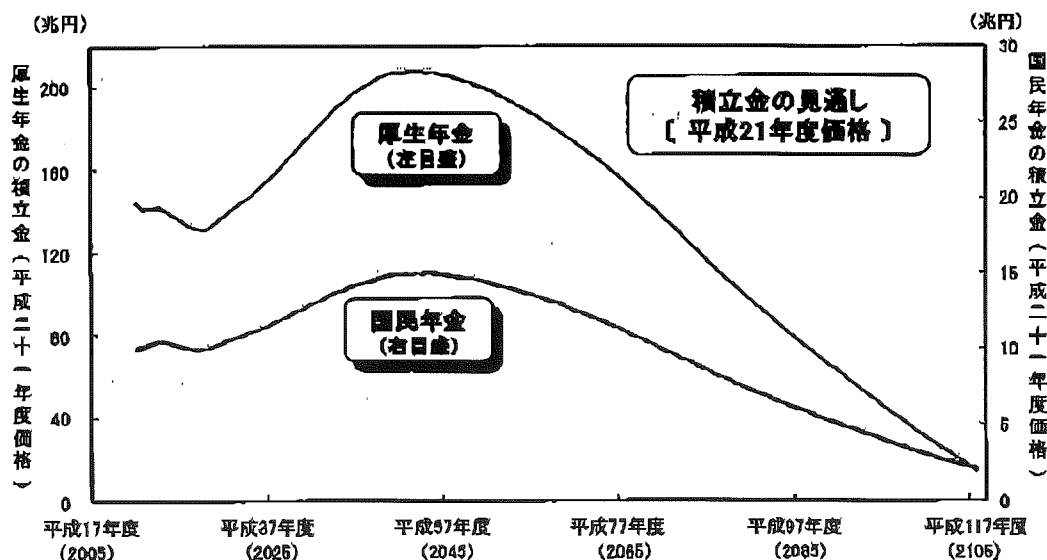 （兆円）
（兆円）
積立金の見通し
〔 平成21年度価格 〕
厚生年金
（左目盛）
国民年金
（右目盛）
厚生年金の積立金（平成二十一年度価格）
国民年金の積立金（平成二十一年度価格）
200
160
120
80
40
0
30
25
20
15
10
5
0
平成17年度
（2005）
平成37年度
（2025）
平成57年度
（2045）
平成77年度
（2065）
平成97年度
（2085）
平成117年度
（2105）